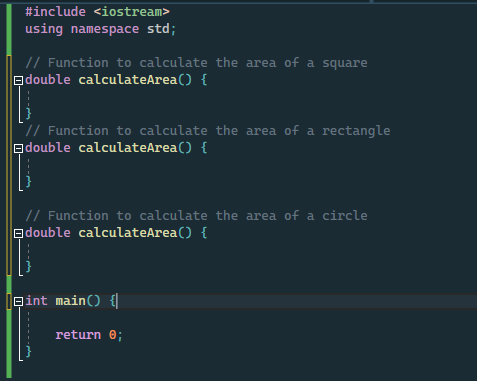 #include <iostream>
using namespace std;
// Function to calculate the area of a square
double calculateArea() {
}
// Function to calculate the area of a rectangle
double calculateArea() {
}
// Function to calculate the area of a circle
double calculateArea() {
}
int main() {
return 0;
}